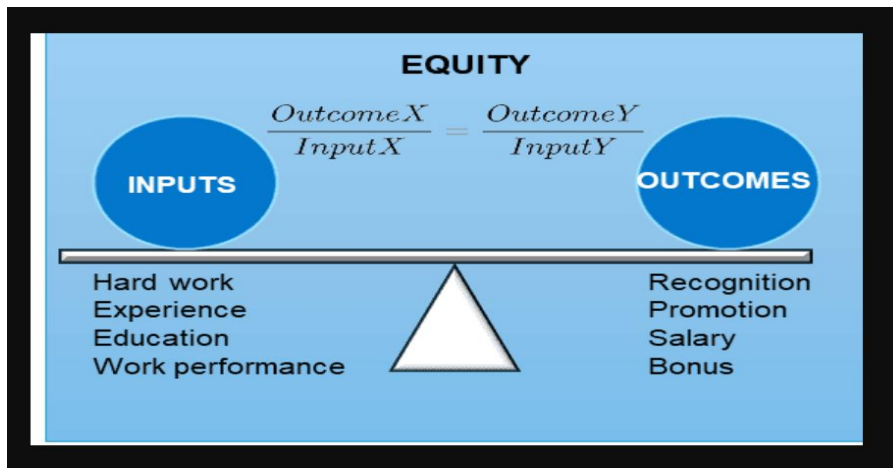 EQUITY
OutcomeX / InputX = OutcomeY / InputY
INPUTS
OUTCOMES
Hard work
Experience
Education
Work performance
Recognition
Promotion
Salary
Bonus